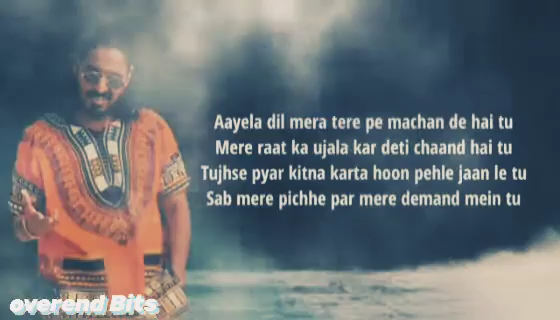 Aayela dil mera tere pe machan de hai tu
Mere raat ka ujala kar deti chaand hai tu
Tujhse pyar kitna karta hoon pehle jaan le tu
Sab mere pichhe par mere demand mein tu
overend Bits